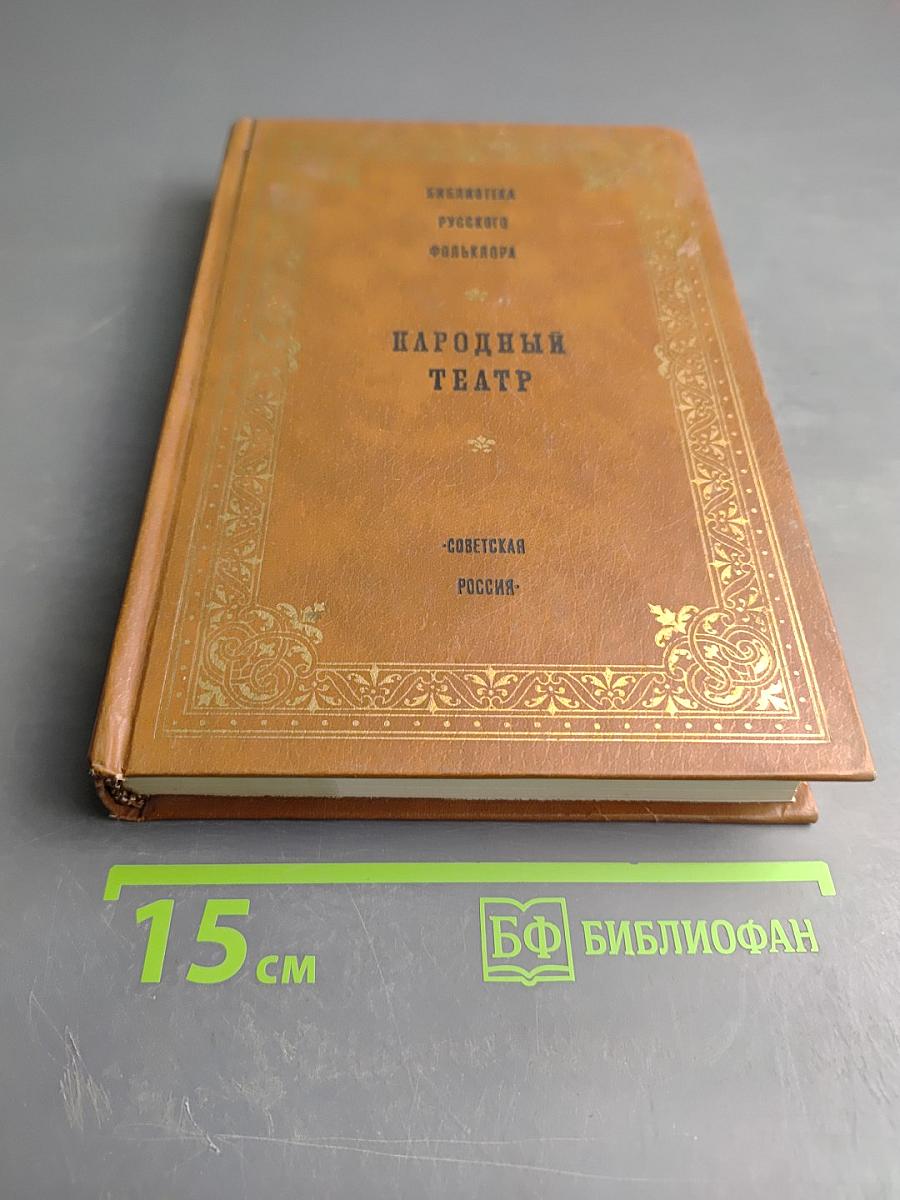 БИБЛИОТЕКА
РУССКОГО
ФОЛЬКЛОРА
НАРОДНЫЙ
ТЕАТР
«СОВЕТСКАЯ
РОССИЯ»
15 см
БФ БИБЛИОФАН